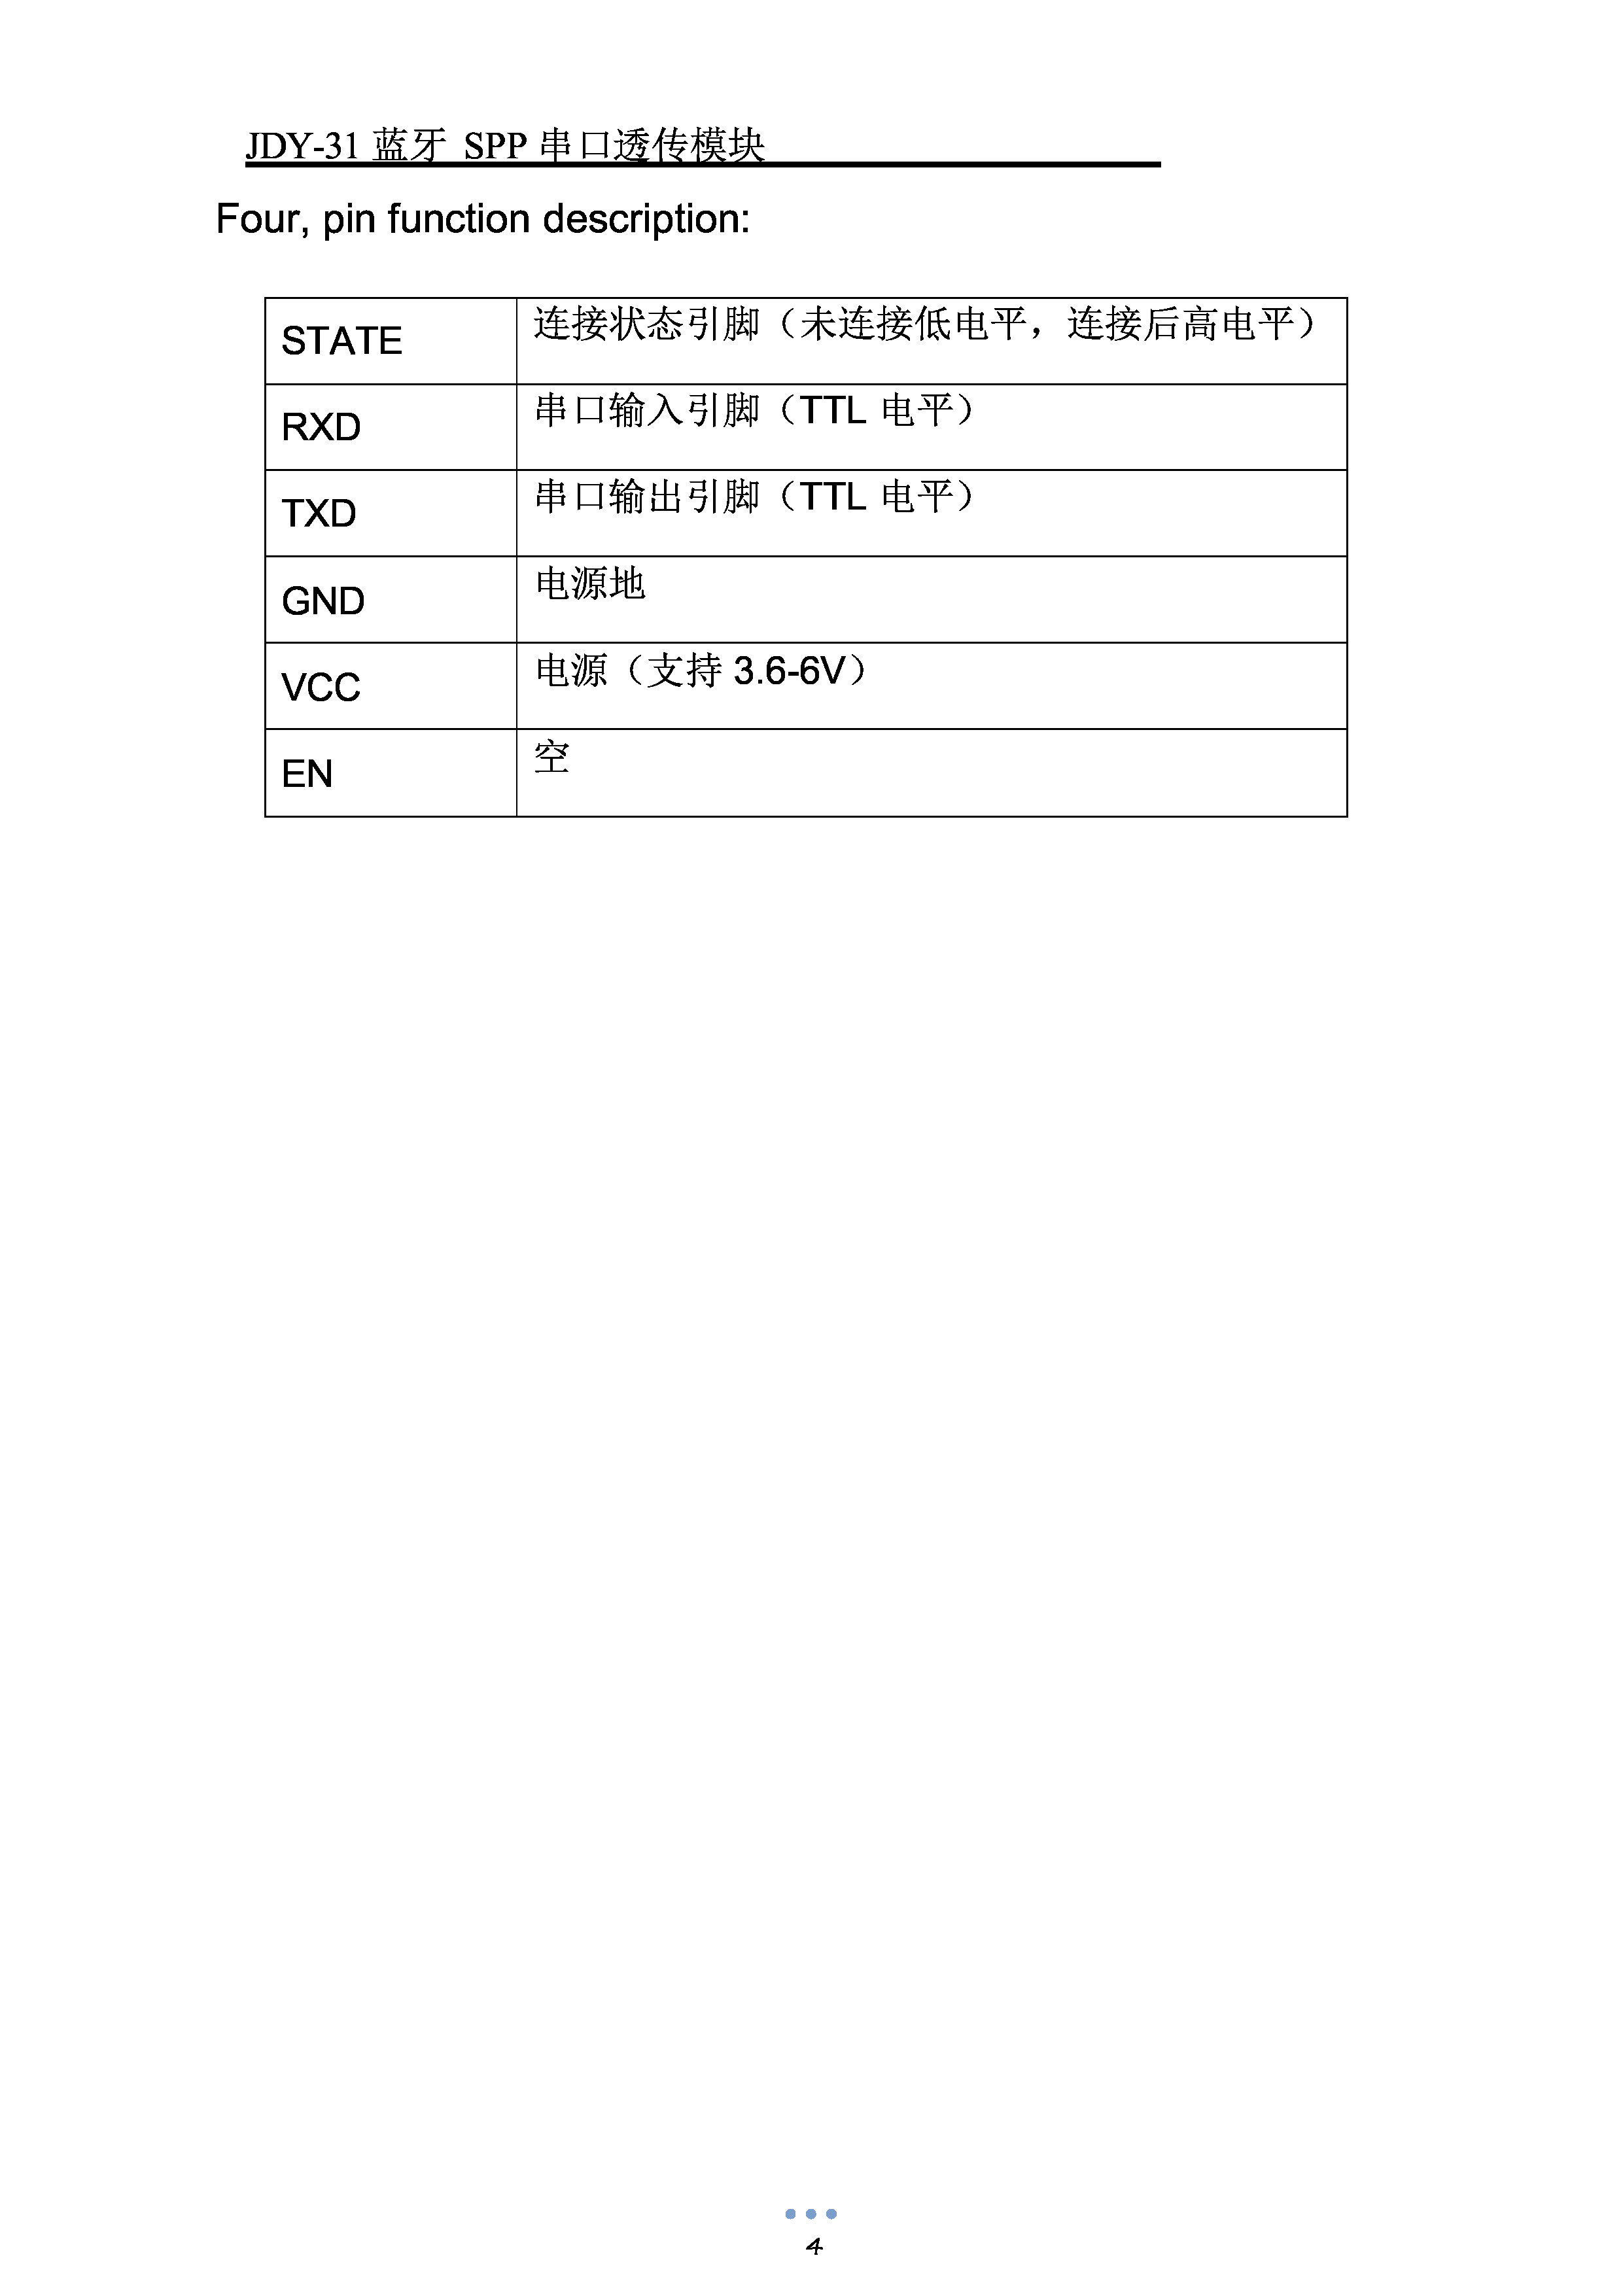 JDY-31 蓝牙 SPP 串口透传模块
Four, pin function description:
STATE 连接状态引脚（未连接低电平，连接后高电平）
RXD 串口输入引脚（TTL 电平）
TXD 串口输出引脚（TTL 电平）
GND 电源地
VCC 电源（支持 3.6-6V）
EN 空
4